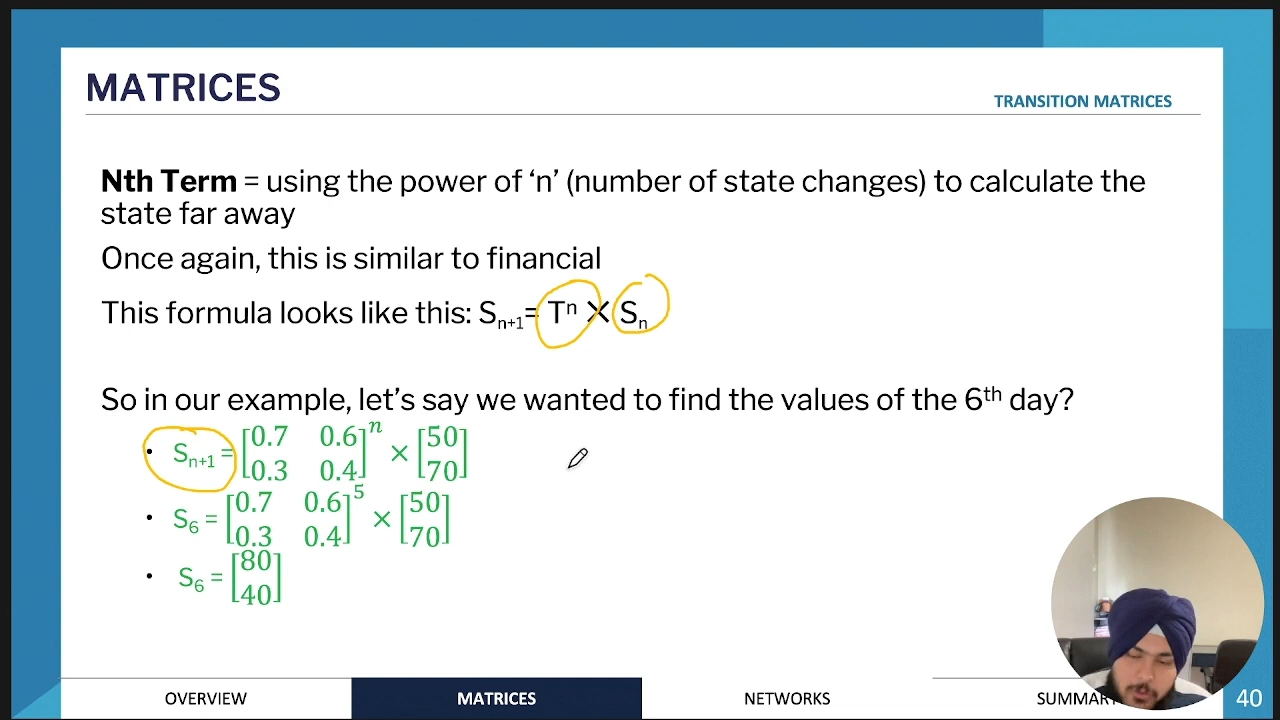 MATRICES
TRANSITION MATRICES
Nth Term = using the power of ‘n’ (number of state changes) to calculate the
state far away
Once again, this is similar to financial
This formula looks like this: Sₙ₊₁= Tⁿ × Sₙ
So in our example, let’s say we wanted to find the values of the 6ᵗʰ day?
• Sₙ₊₁ = [0.7 0.6; 0.3 0.4]ⁿ × [50; 70]
• S₆ = [0.7 0.6; 0.3 0.4]⁵ × [50; 70]
• S₆ = [80; 40]
OVERVIEW
MATRICES
NETWORKS
SUMMAR
40